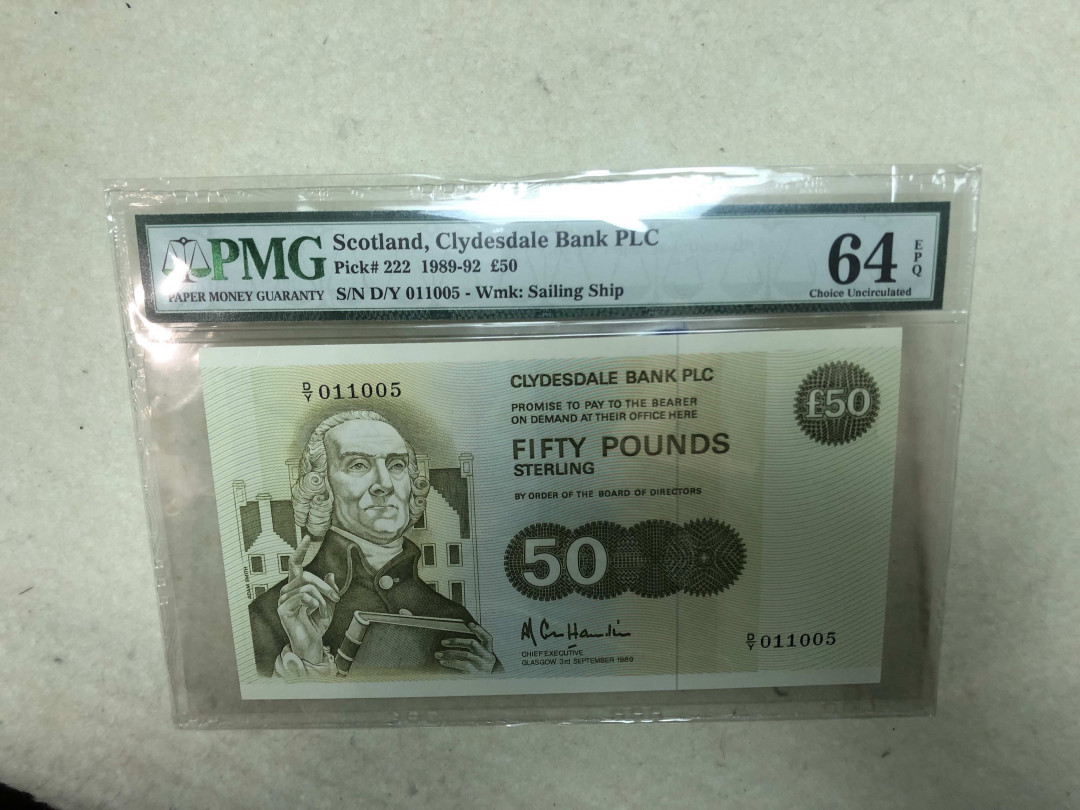 PMG
PAPER MONEY GUARANTY
Scotland, Clydesdale Bank PLC
Pick# 222 1989-92 £50
S/N D/Y 011005 - Wmk: Sailing Ship
64
EPQ
Choice Uncirculated
D/Y 011005
CLYDESDALE BANK PLC
£50
PROMISE TO PAY TO THE BEARER
ON DEMAND AT THEIR OFFICE HERE
FIFTY POUNDS
STERLING
BY ORDER OF THE BOARD OF DIRECTORS
50
ADAM SMITH
CHIEF EXECUTIVE
GLASGOW 3rd SEPTEMBER 1989
D/Y 011005